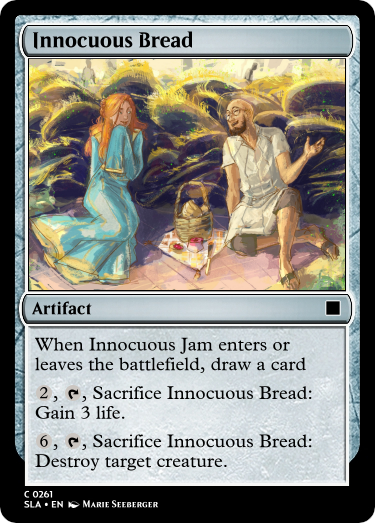 Innocuous Bread
Artifact
When Innocuous Jam enters or
leaves the battlefield, draw a card
2, , Sacrifice Innocuous Bread:
Gain 3 life.
6, , Sacrifice Innocuous Bread:
Destroy target creature.
C 0261
SLA • EN Marie Seeberger